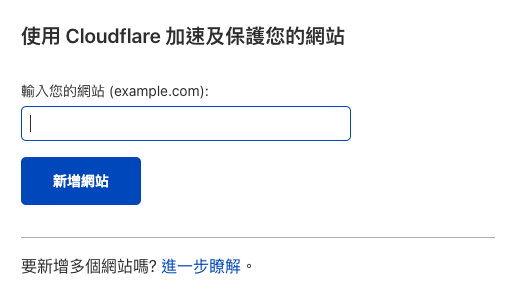 使用 Cloudflare 加速及保護您的網站
輸入您的網站 (example.com):
新增網站
要新增多個網站嗎? 進一步瞭解。